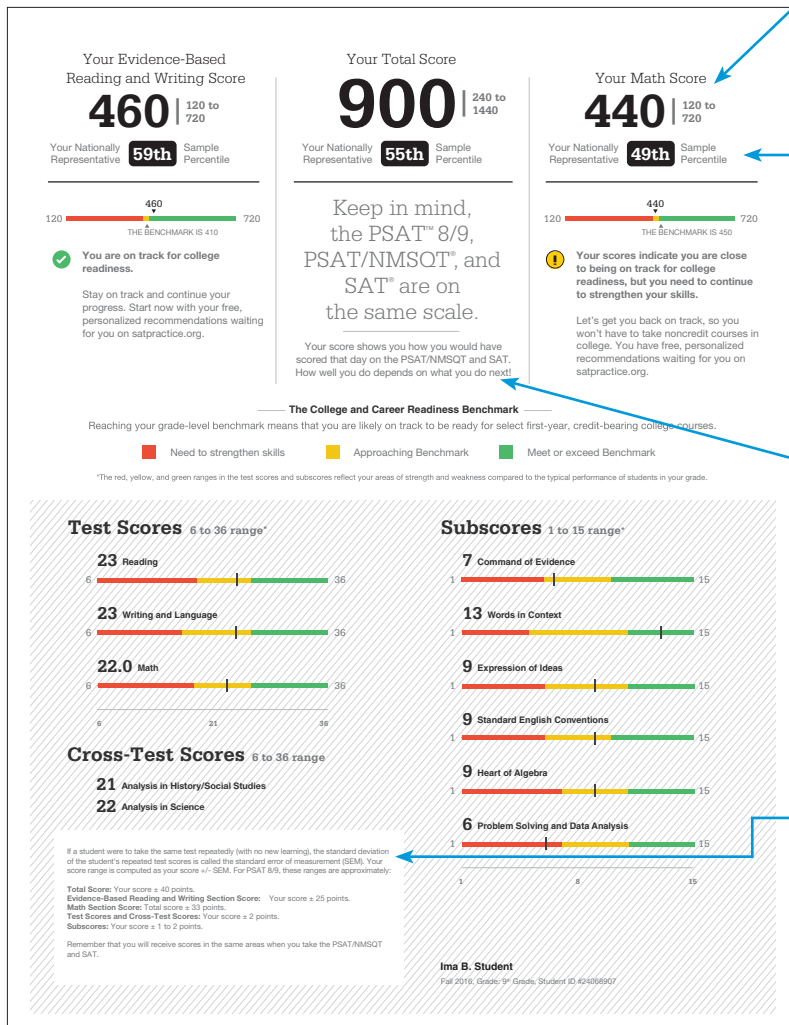 Your Evidence-Based
Reading and Writing Score
460
120 to
720
Your Nationally
Representative
59th
Sample
Percentile
460
120
720
THE BENCHMARK IS 410
You are on track for college
readiness.
Stay on track and continue your
progress. Start now with your free,
personalized recommendations waiting
for you on satpractice.org.
Your Total Score
900
240 to
1440
Your Nationally
Representative
55th
Sample
Percentile
Keep in mind,
the PSAT™ 8/9,
PSAT/NMSQT®, and
SAT® are on
the same scale.
Your score shows you how you would have
scored that day on the PSAT/NMSQT and SAT.
How well you do depends on what you do next!
Your Math Score
440
120 to
720
Your Nationally
Representative
49th
Sample
Percentile
440
120
720
THE BENCHMARK IS 450
Your scores indicate you are close
to being on track for college
readiness, but you need to continue
to strengthen your skills.
Let's get you back on track, so you
won't have to take noncredit courses in
college. You have free, personalized
recommendations waiting for you on
satpractice.org.
The College and Career Readiness Benchmark
Reaching your grade-level benchmark means that you are likely on track to be ready for select first-year, credit-bearing college courses.
Need to strengthen skills
Approaching Benchmark
Meet or exceed Benchmark
*The red, yellow, and green ranges in the test scores and subscores reflect your areas of strength and weakness compared to the typical performance of students in your grade.
Test Scores 6 to 36 range*
23 Reading
6
36
23 Writing and Language
6
36
22.0 Math
6
36
6
21
36
Cross-Test Scores 6 to 36 range
21 Analysis in History/Social Studies
22 Analysis in Science
If a student were to take the same test repeatedly (with no new learning), the standard deviation
of the student's repeated test scores is called the standard error of measurement (SEM). Your
score range is computed as your score +/- SEM. For PSAT 8/9, these ranges are approximately:
Total Score: Your score ± 40 points.
Evidence-Based Reading and Writing Section Score: Your score ± 25 points.
Math Section Score: Total score ± 33 points.
Test Scores and Cross-Test Scores: Your score ± 2 points.
Subscores: Your score ± 1 to 2 points.
Remember that you will receive scores in the same areas when you take the PSAT/NMSQT
and SAT.
Subscores 1 to 15 range*
7 Command of Evidence
1
15
13 Words in Context
1
15
9 Expression of Ideas
1
15
9 Standard English Conventions
1
15
9 Heart of Algebra
1
15
6 Problem Solving and Data Analysis
1
15
1
8
15
Ima B. Student
Fall 2016, Grade: 9th Grade, Student ID #24068907